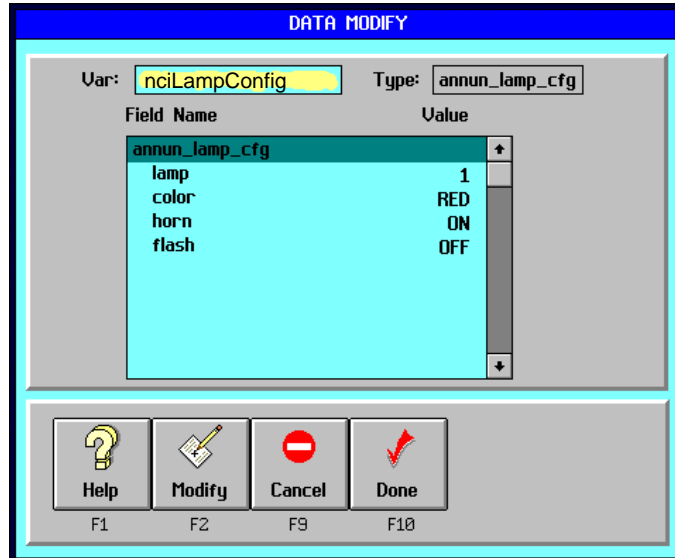 DATA MODIFY
Var: nciLampConfig Type: annun_lamp_cfg
Field Name Value
annun_lamp_cfg
lamp 1
color RED
horn ON
flash OFF
Help Modify Cancel Done
F1 F2 F9 F10